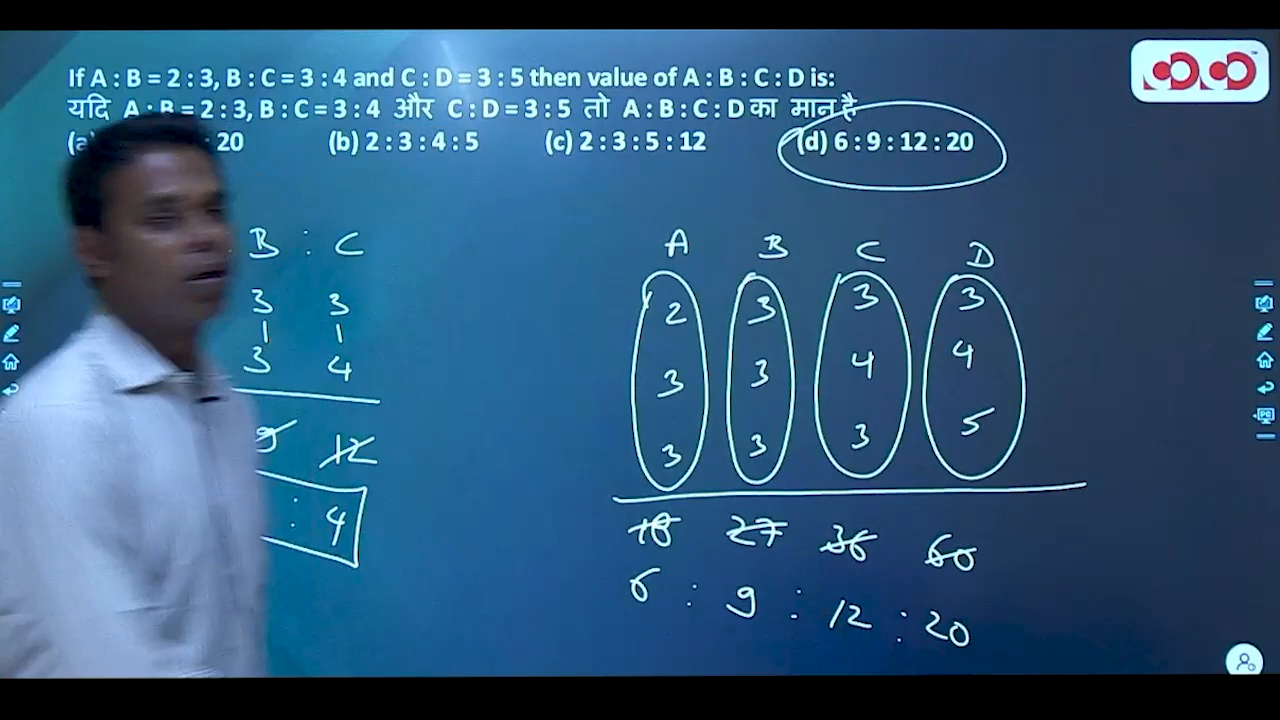 If A : B = 2 : 3, B : C = 3 : 4 and C : D = 3 : 5 then value of A : B : C : D is:
यदि A : B = 2 : 3, B : C = 3 : 4 और C : D = 3 : 5 तो A : B : C : D का मान है
(a) : 20 (b) 2 : 3 : 4 : 5 (c) 2 : 3 : 5 : 12 (d) 6 : 9 : 12 : 20
B : C
3 3
3 4
9 12
: 4
A B C D
2 3 3 3
3 3 4 4
3 3 3 5
18 27 36 60
6 : 9 : 12 : 20